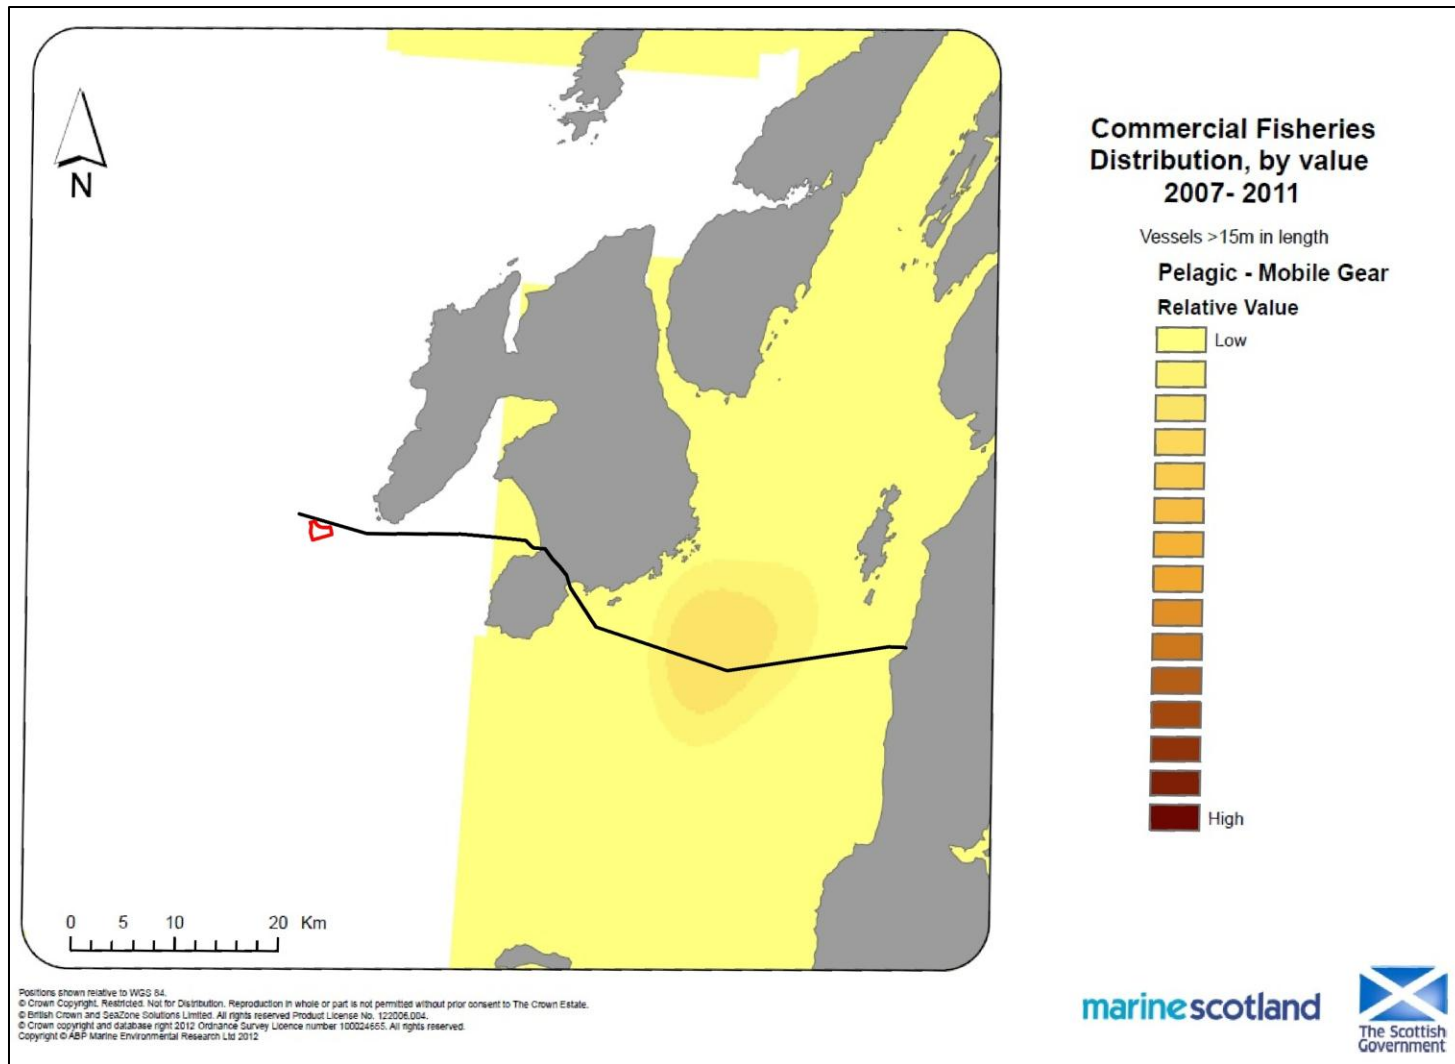 N
0 5 10 20 Km
Commercial Fisheries
Distribution, by value
2007- 2011
Vessels >15m in length
Pelagic - Mobile Gear
Relative Value
Low
High
Positions shown relative to WGS 84.
© Crown Copyright. Restricted. Not for Distribution. Reproduction in whole or part is not permitted without prior consent to The Crown Estate.
© British Crown and SeaZone Solutions Limited. All rights reserved Product License No. 122006.004.
© Crown copyright and database right 2012 Ordnance Survey Licence number 100024655. All rights reserved.
Copyright © ABP Marine Environmental Research Ltd 2012
marinescotland
The Scottish
Government